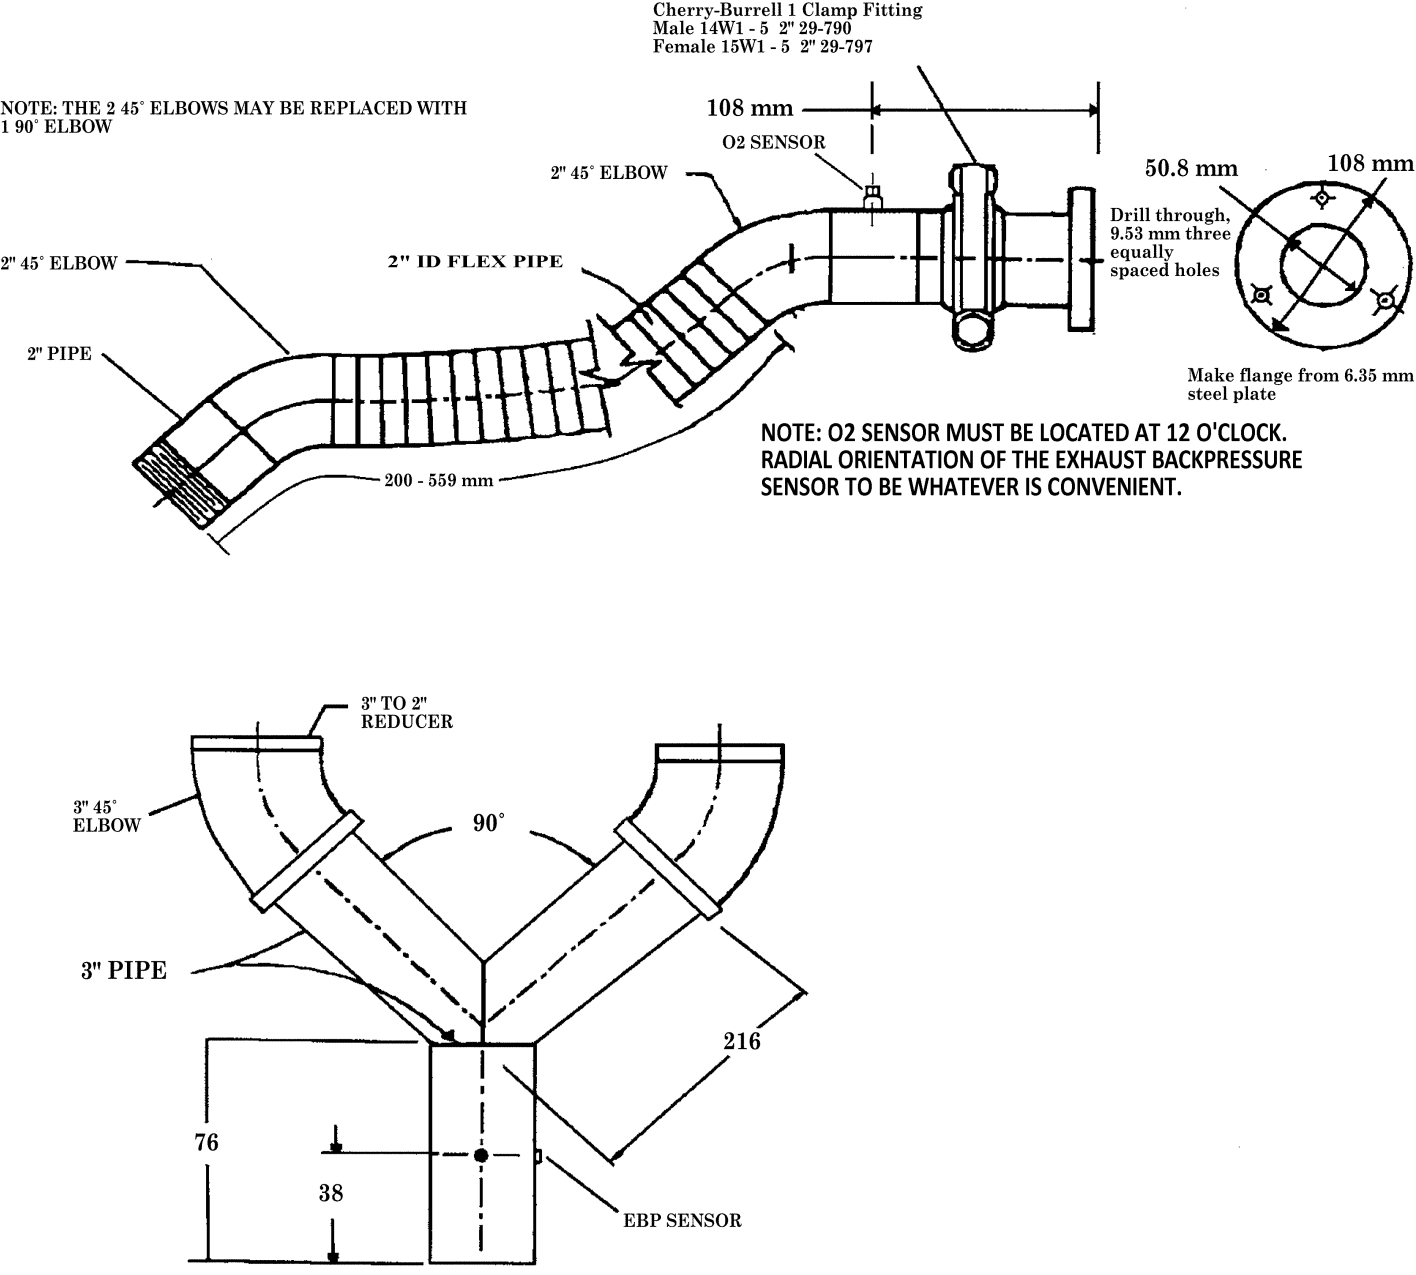 Cherry-Burrell 1 Clamp Fitting
Male 14W1 - 5  2" 29-790
Female 15W1 - 5  2" 29-797
NOTE: THE 2 45° ELBOWS MAY BE REPLACED WITH
1 90° ELBOW
108 mm
O2 SENSOR
2" 45° ELBOW
50.8 mm
108 mm
Drill through,
9.53 mm three
equally
spaced holes
2" 45° ELBOW
2" ID FLEX PIPE
2" PIPE
Make flange from 6.35 mm
steel plate
NOTE: O2 SENSOR MUST BE LOCATED AT 12 O'CLOCK.
RADIAL ORIENTATION OF THE EXHAUST BACKPRESSURE
SENSOR TO BE WHATEVER IS CONVENIENT.
200 - 559 mm
3" TO 2"
REDUCER
3" 45°
ELBOW
90°
3" PIPE
216
76
38
EBP SENSOR